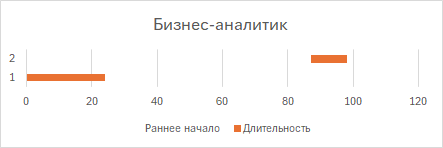 Бизнес-аналитик
2
1
0 20 40 60 80 100 120
Раннее начало Длительность